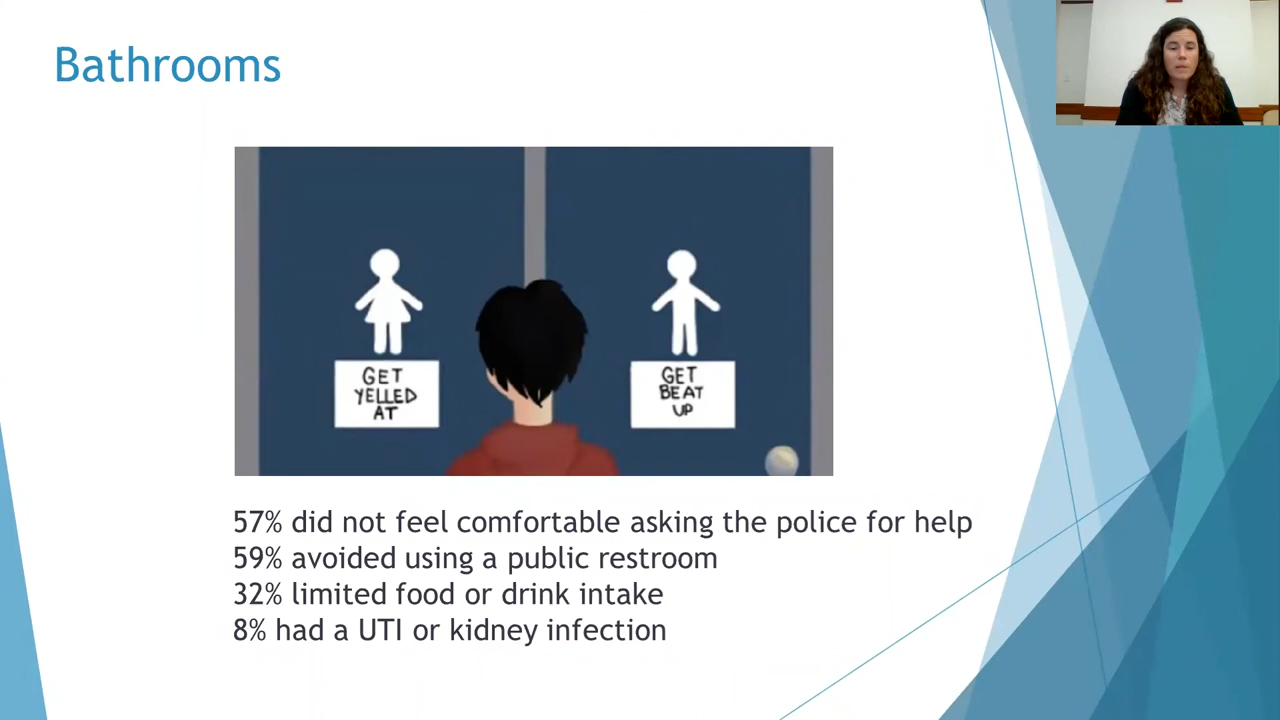 Bathrooms
GET
YELLED
AT
GET
BEAT
UP
57% did not feel comfortable asking the police for help
59% avoided using a public restroom
32% limited food or drink intake
8% had a UTI or kidney infection